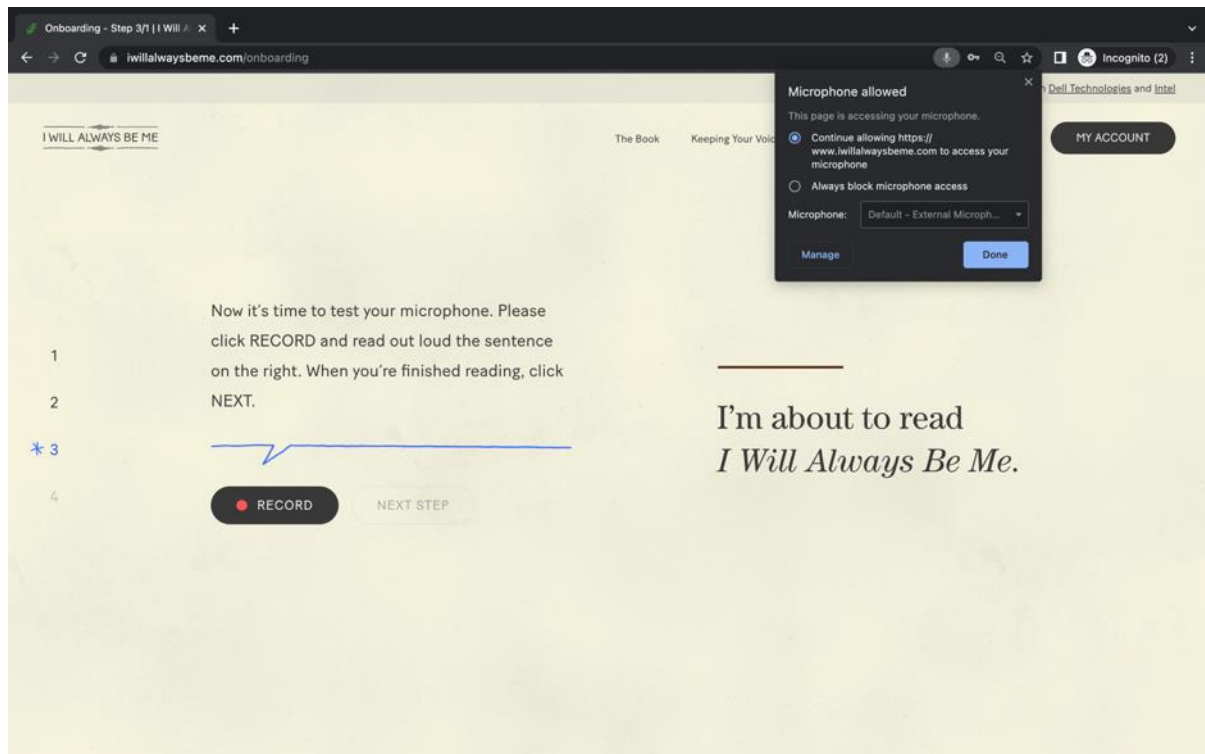 Onboarding - Step 3/1 | I Will A
iwillalwaysbeme.com/onboarding
Incognito (2)
Dell Technologies and Intel
I WILL ALWAYS BE ME
The Book
Keeping Your Voic
MY ACCOUNT
Microphone allowed
This page is accessing your microphone.
Continue allowing https://
www.iwillalwaysbeme.com to access your
microphone
Always block microphone access
Microphone:
Default - External Microph...
Manage
Done
Now it's time to test your microphone. Please
click RECORD and read out loud the sentence
on the right. When you're finished reading, click
NEXT.
1
2
* 3
4
RECORD
NEXT STEP
I'm about to read
I Will Always Be Me.